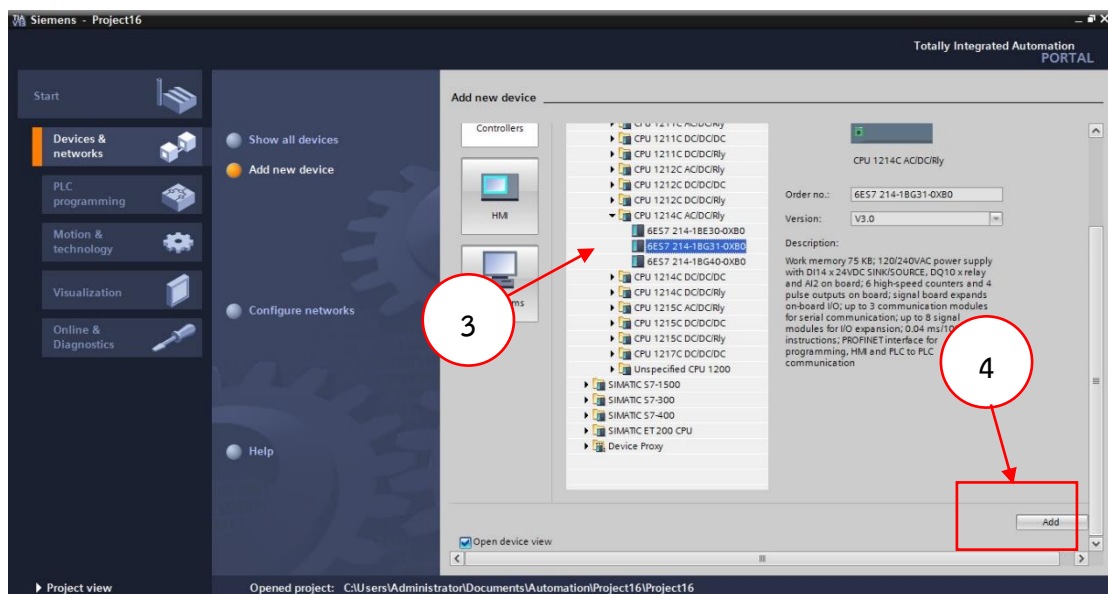 Siemens - Project16
Totally Integrated Automation
PORTAL
Start
Devices &
networks
PLC
programming
Motion &
technology
Visualization
Online &
Diagnostics
Show all devices
Add new device
Configure networks
Help
Add new device
Controllers
HMI
ms
CPU 1211C AC/DC/Rly
CPU 1211C DC/DC/DC
CPU 1211C DC/DC/Rly
CPU 1212C AC/DC/Rly
CPU 1212C DC/DC/DC
CPU 1212C DC/DC/Rly
CPU 1214C AC/DC/Rly
6ES7 214-1BE30-0XB0
6ES7 214-1BG31-0XB0
6ES7 214-1BG40-0XB0
CPU 1214C DC/DC/DC
CPU 1214C DC/DC/Rly
CPU 1215C AC/DC/Rly
CPU 1215C DC/DC/DC
CPU 1215C DC/DC/Rly
CPU 1217C DC/DC/DC
Unspecified CPU 1200
SIMATIC S7-1500
SIMATIC S7-300
SIMATIC S7-400
SIMATIC ET 200 CPU
Device Proxy
3
CPU 1214C AC/DC/Rly
Order no.: 6ES7 214-1BG31-0XB0
Version: V3.0
Description:
Work memory 75 KB; 120/240VAC power supply
with DI14 x 24VDC SINK/SOURCE, DQ10 x relay
and AI2 on board; 6 high-speed counters and 4
pulse outputs on board; signal board expands
on-board I/O; up to 3 communication modules
for serial communication; up to 8 signal
modules for I/O expansion; 0.04 ms/10
instructions; PROFINET interface for
programming, HMI and PLC to PLC
communication
4
Add
Open device view
Project view
Opened project: C:\Users\Administrator\Documents\Automation\Project16\Project16